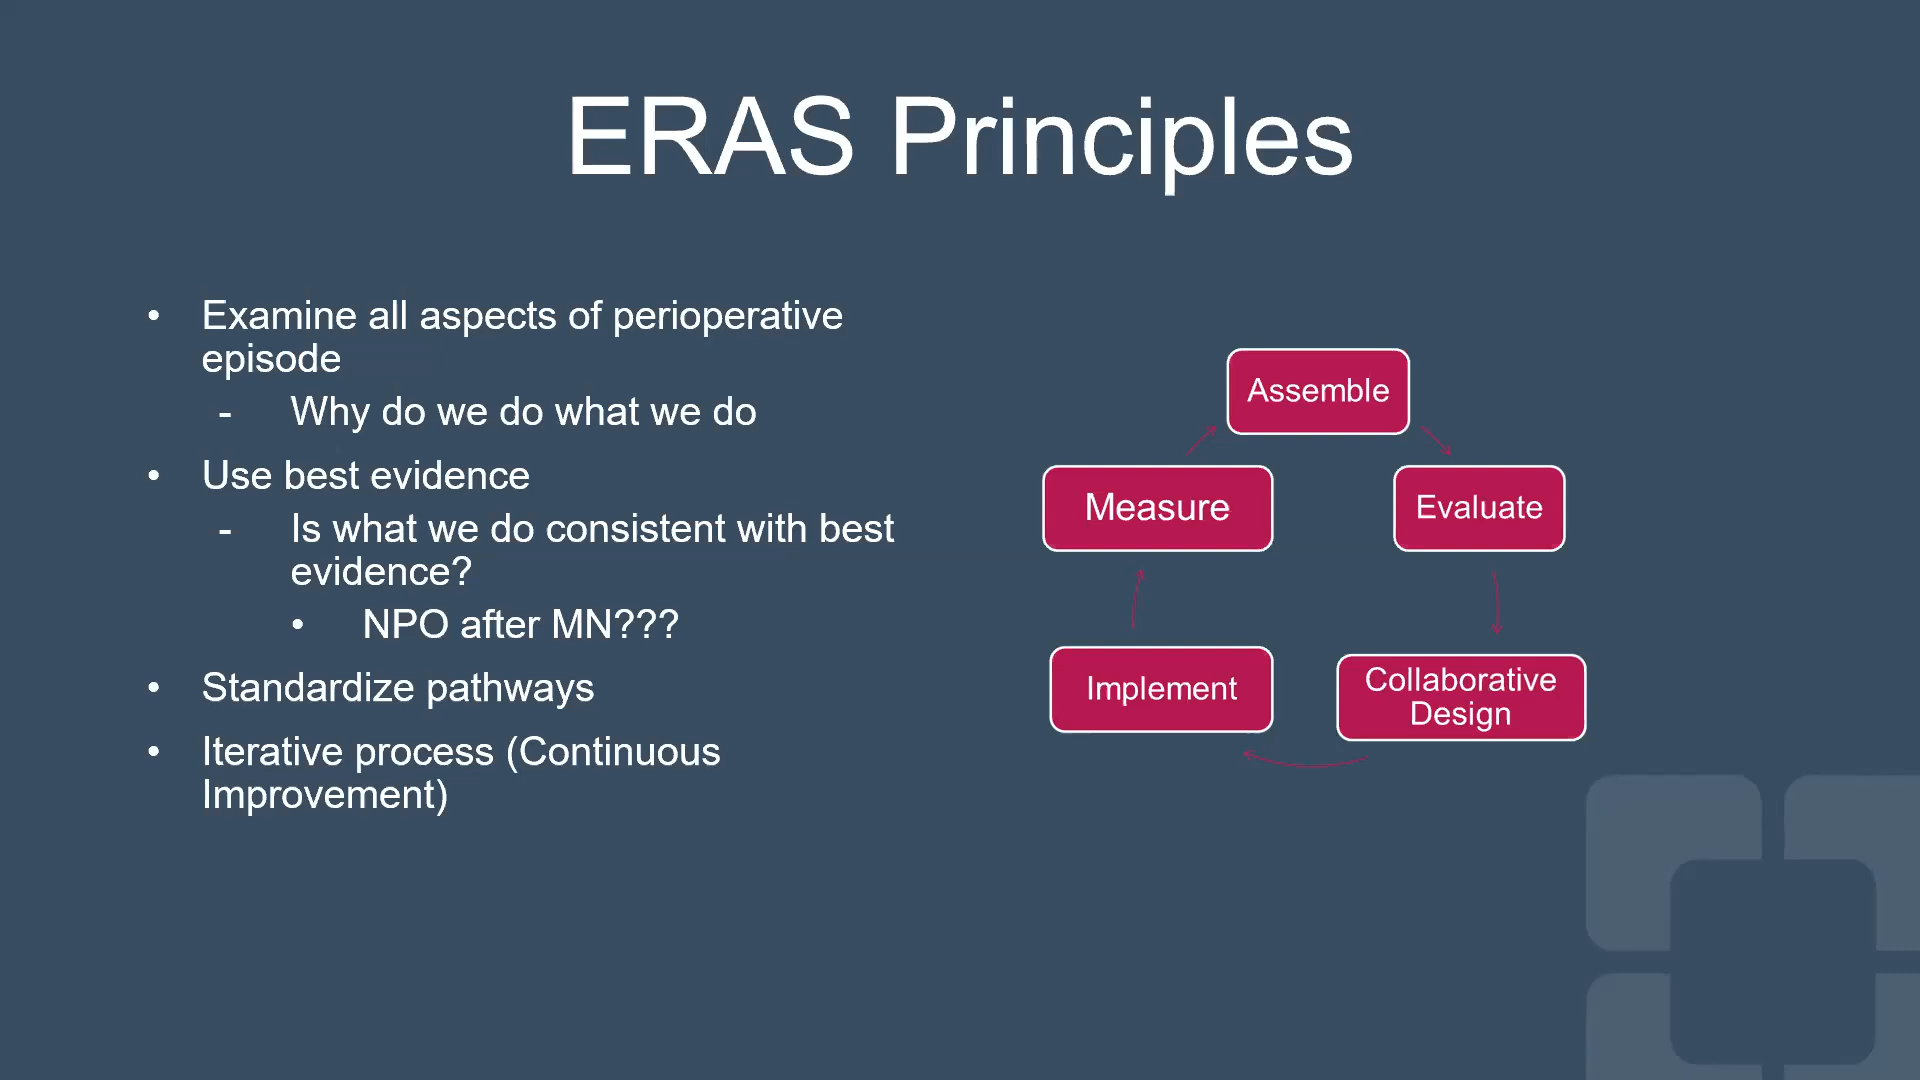 ERAS Principles
• Examine all aspects of perioperative
episode
- Why do we do what we do
• Use best evidence
- Is what we do consistent with best
evidence?
• NPO after MN???
• Standardize pathways
• Iterative process (Continuous
Improvement)
Assemble
Evaluate
Collaborative
Design
Implement
Measure